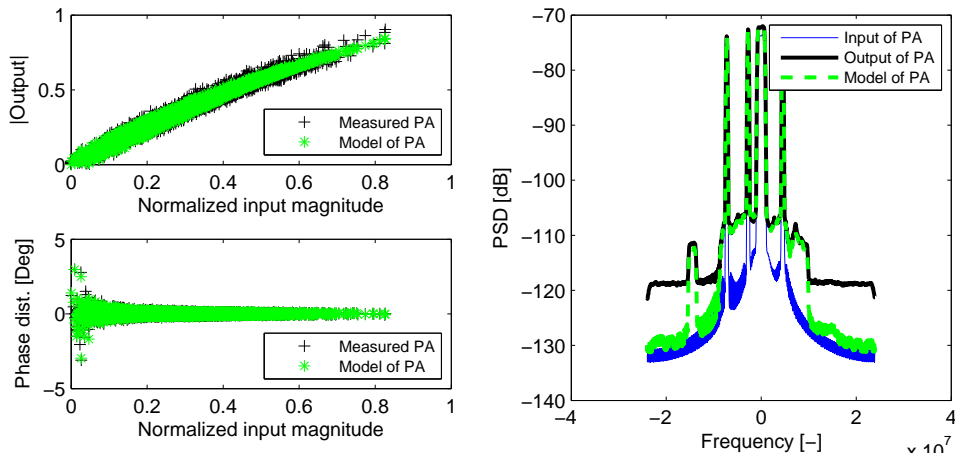 1
0.5
0
|Output|
0
0.2
0.4
0.6
0.8
1
Normalized input magnitude
Measured PA
Model of PA
5
0
−5
Phase dist. [Deg]
0
0.2
0.4
0.6
0.8
1
Normalized input magnitude
Measured PA
Model of PA
−70
−80
−90
−100
−110
−120
−130
−140
PSD [dB]
−4
−2
0
2
4
Frequency [−]
x 10^7
Input of PA
Output of PA
Model of PA